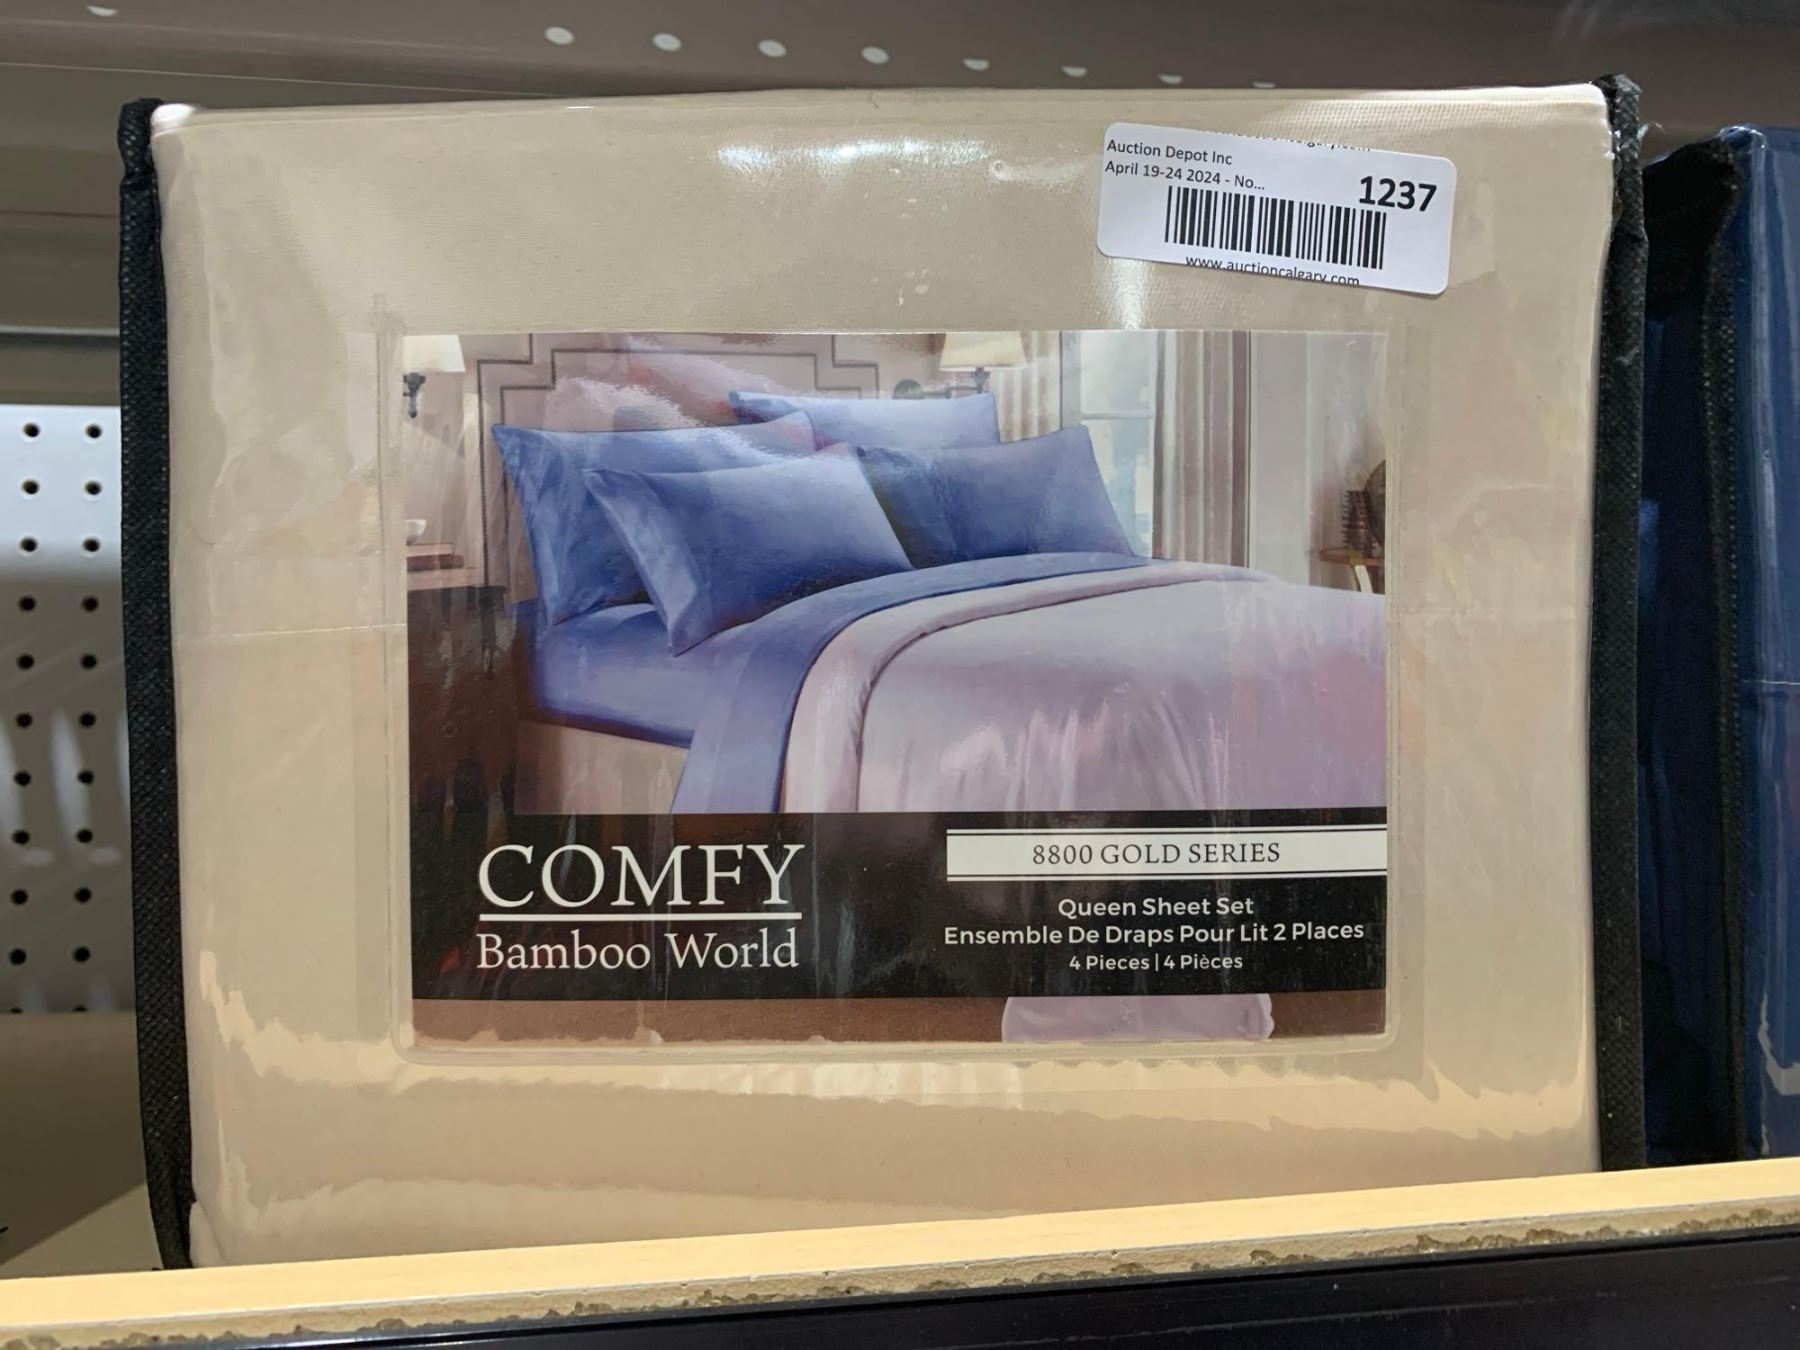 Auction Depot Inc
April 19-24 2024 - No...
1237
www.auctioncalgary.com
COMFY
Bamboo World
8800 GOLD SERIES
Queen Sheet Set
Ensemble De Draps Pour Lit 2 Places
4 Pieces | 4 Pièces